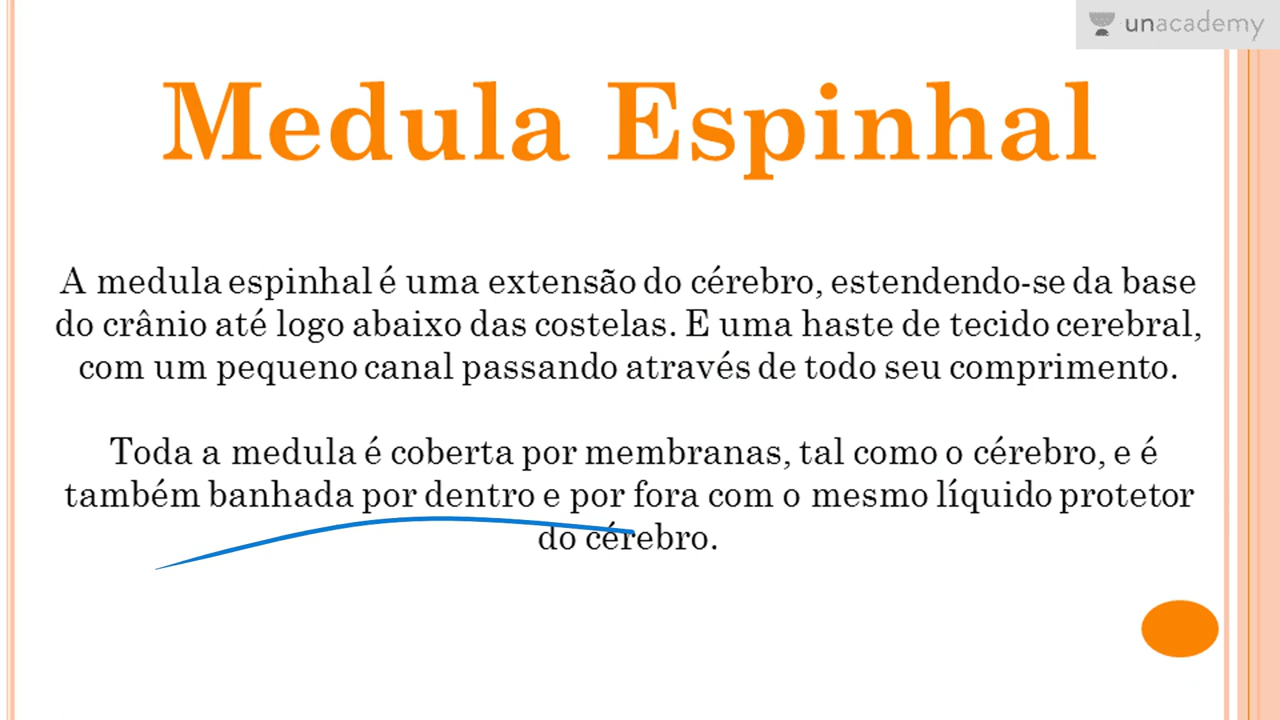 unacademy
Medula Espinhal
A medula espinhal é uma extensão do cérebro, estendendo-se da base
do crânio até logo abaixo das costelas. E uma haste de tecido cerebral,
com um pequeno canal passando através de todo seu comprimento.
Toda a medula é coberta por membranas, tal como o cérebro, e é
também banhada por dentro e por fora com o mesmo líquido protetor
do cérebro.